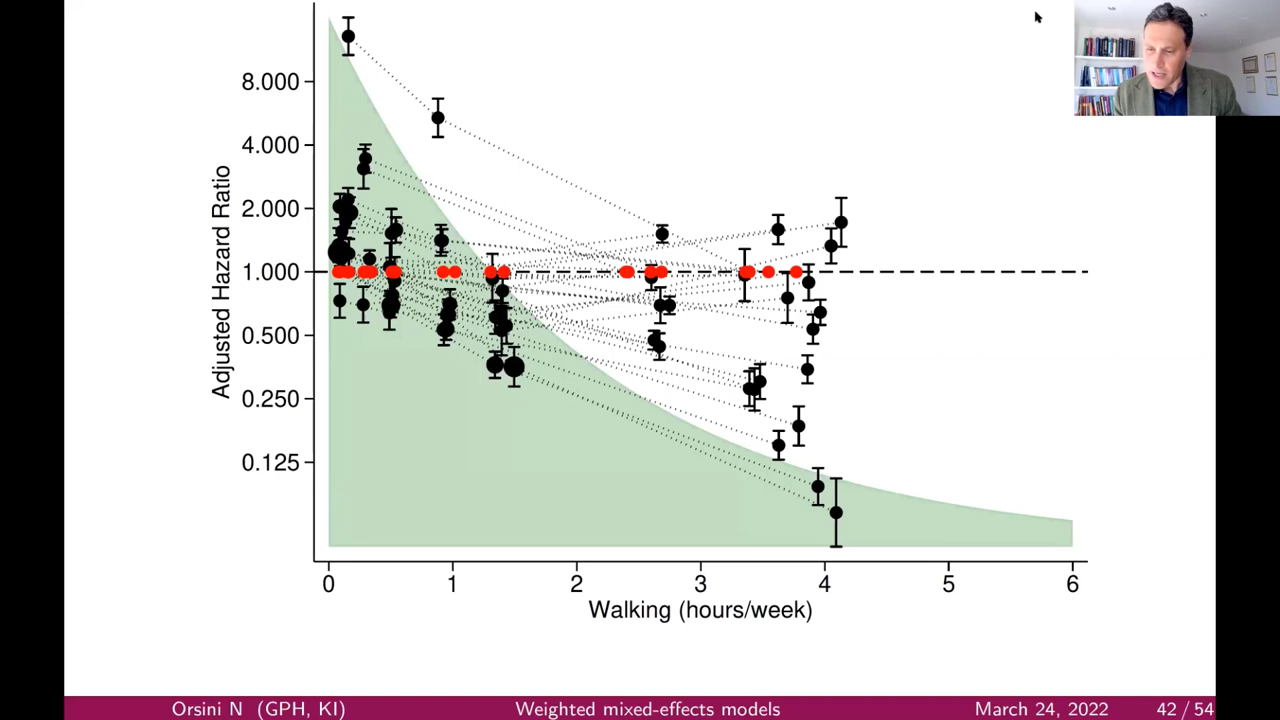 8.000
4.000
2.000
1.000
0.500
0.250
0.125
Adjusted Hazard Ratio
0 1 2 3 4 5 6
Walking (hours/week)
Orsini N (GPH, KI) Weighted mixed-effects models March 24, 2022 42 / 54